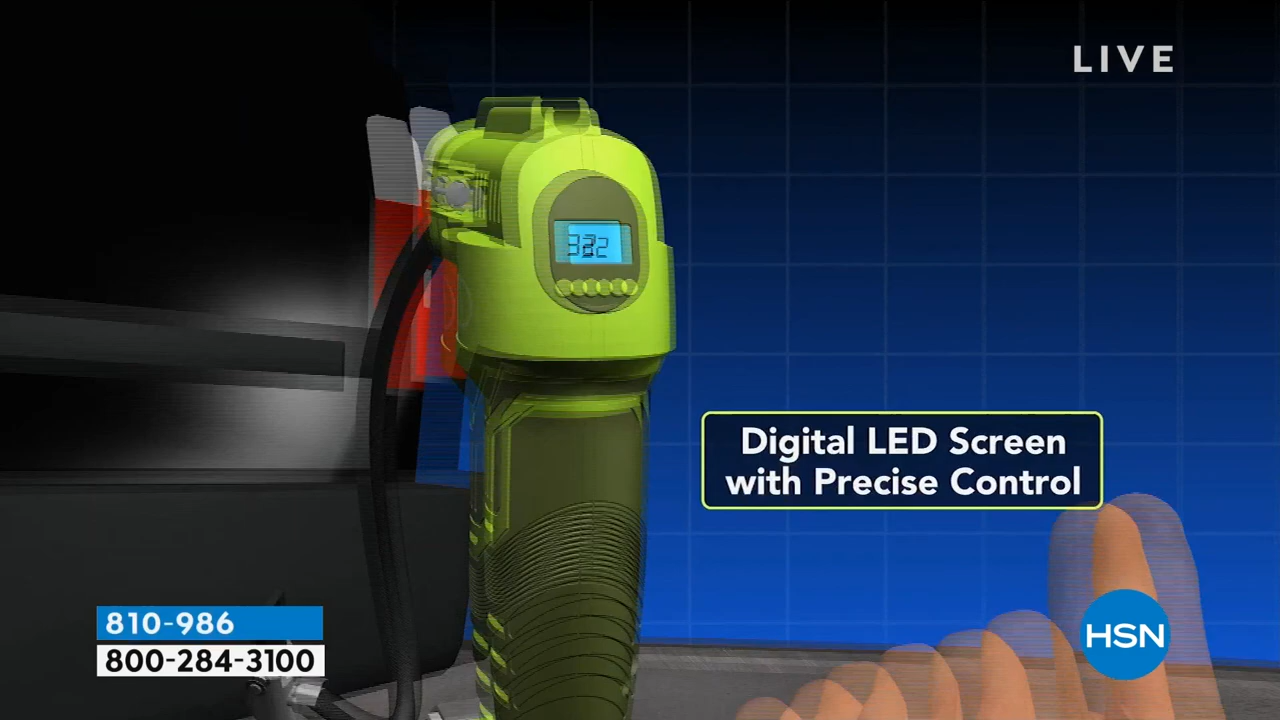 LIVE
Digital LED Screen
with Precise Control
810-986
800-284-3100
HSN